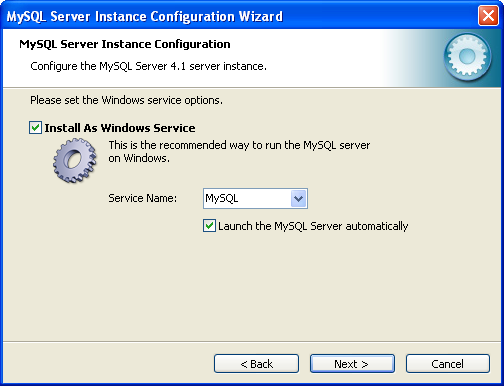 MySQL Server Instance Configuration Wizard
MySQL Server Instance Configuration
Configure the MySQL Server 4.1 server instance.
Please set the Windows service options.
Install As Windows Service
This is the recommended way to run the MySQL server
on Windows.
Service Name: MySQL
Launch the MySQL Server automatically
< Back Next > Cancel